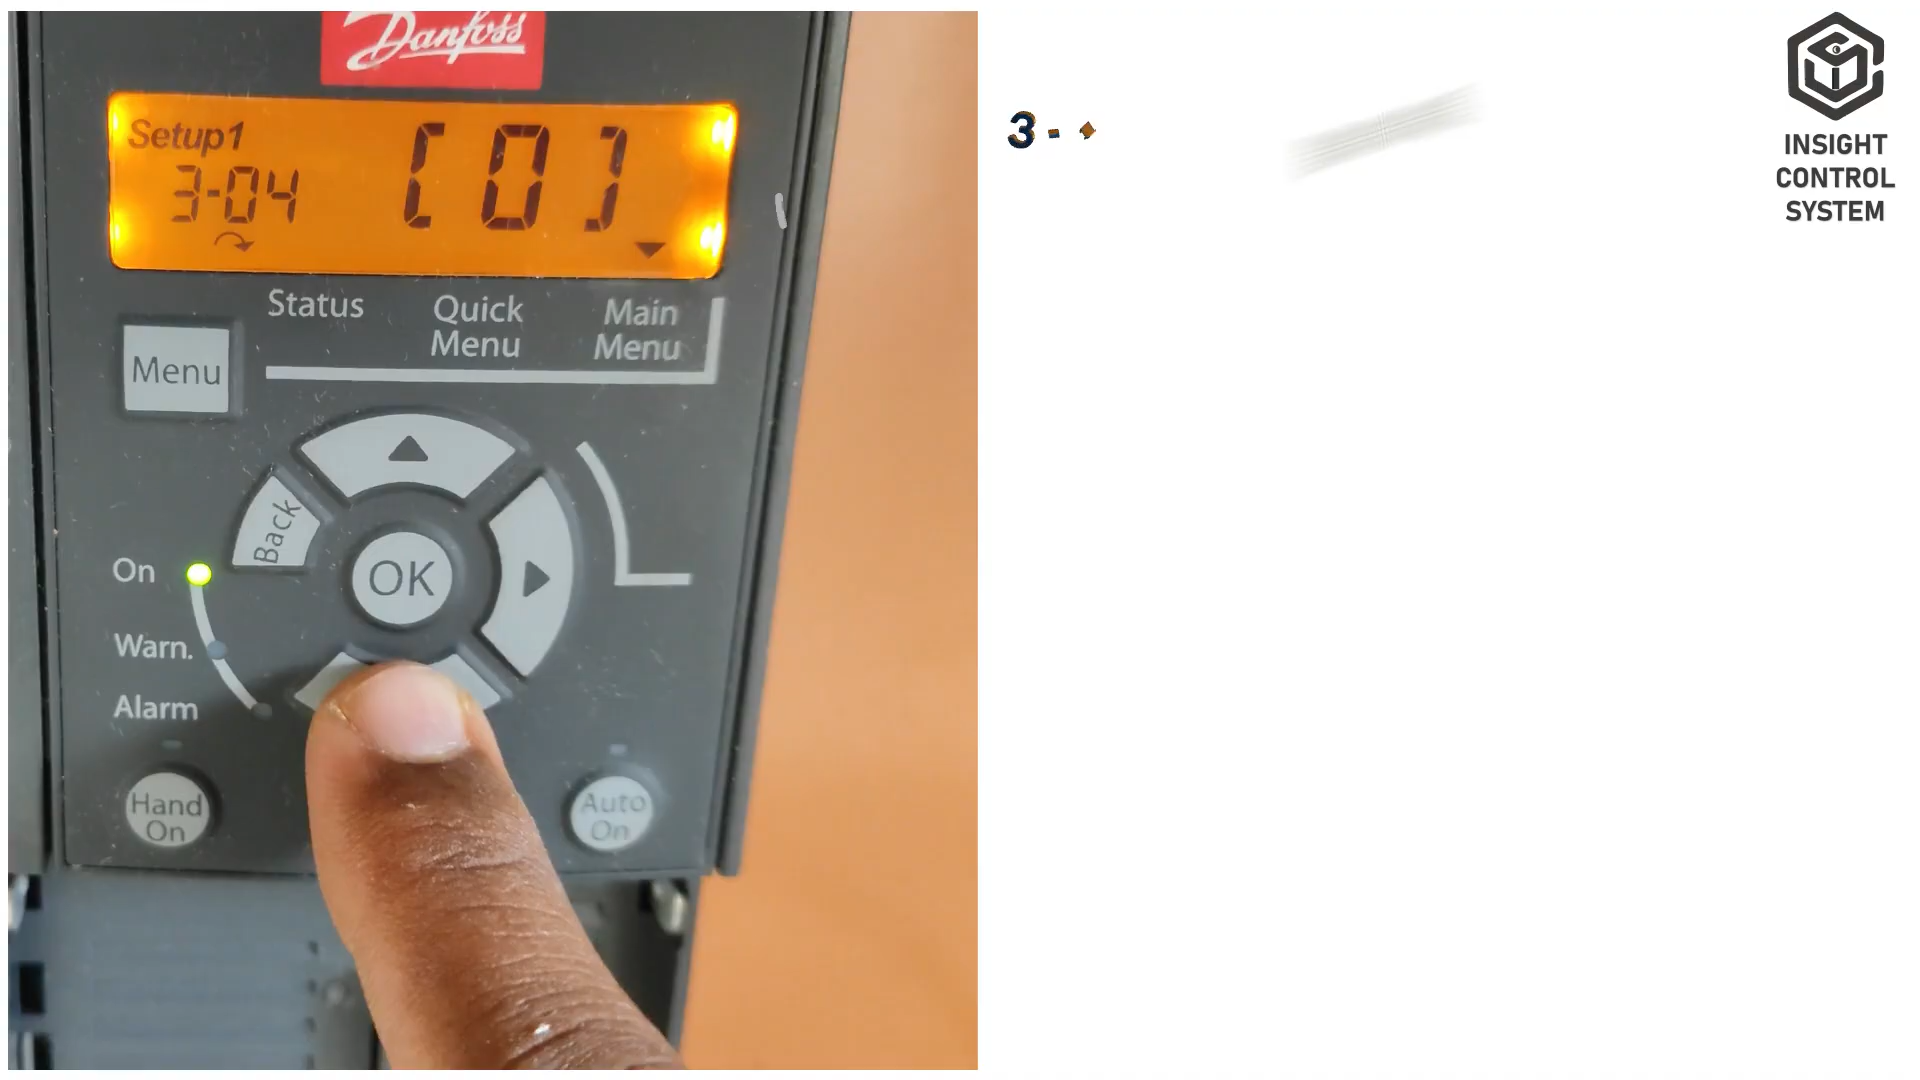 Danfoss
Setup1
3-04 [0]
Status
Quick Menu
Main Menu
Menu
Back
OK
On
Warn.
Alarm
Hand On
Auto On
3-
INSIGHT
CONTROL
SYSTEM